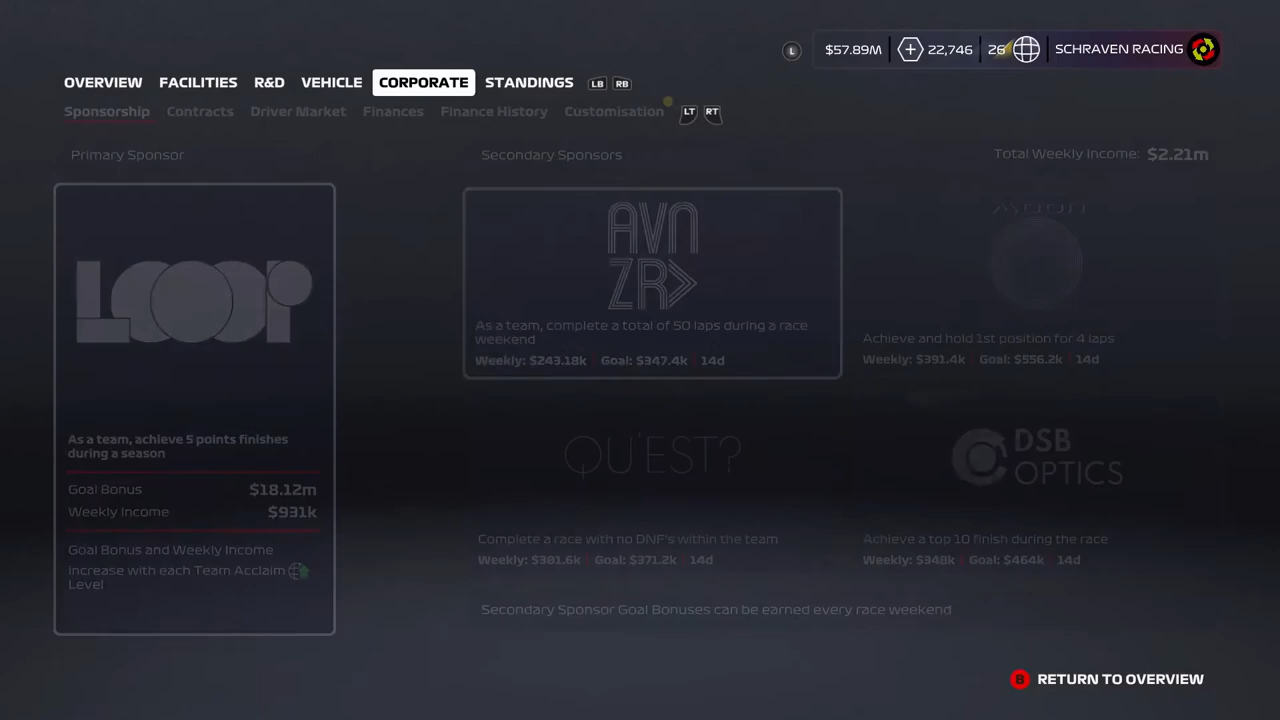 L
$57.89M
22,746
26
SCHRAVEN RACING
OVERVIEW FACILITIES R&D VEHICLE CORPORATE STANDINGS LB RB
Sponsorship Contracts Driver Market Finances Finance History Customisation LT RT
Primary Sponsor
Secondary Sponsors
Total Weekly Income: $2.21m
LOOP
As a team, achieve 5 points finishes
during a season
Goal Bonus $18.12m
Weekly Income $931k
Goal Bonus and Weekly Income
increase with each Team Acclaim
Level
AVN
ZR
As a team, complete a total of 50 laps during a race
weekend
Weekly: $243.18k Goal: $347.4k 14d
Achieve and hold 1st position for 4 laps
Weekly: $391.4k Goal: $556.2k 14d
QU'EST?
Complete a race with no DNF's within the team
Weekly: $301.6k Goal: $371.2k 14d
DSB
OPTICS
Achieve a top 10 finish during the race
Weekly: $348k Goal: $464k 14d
Secondary Sponsor Goal Bonuses can be earned every race weekend
B RETURN TO OVERVIEW